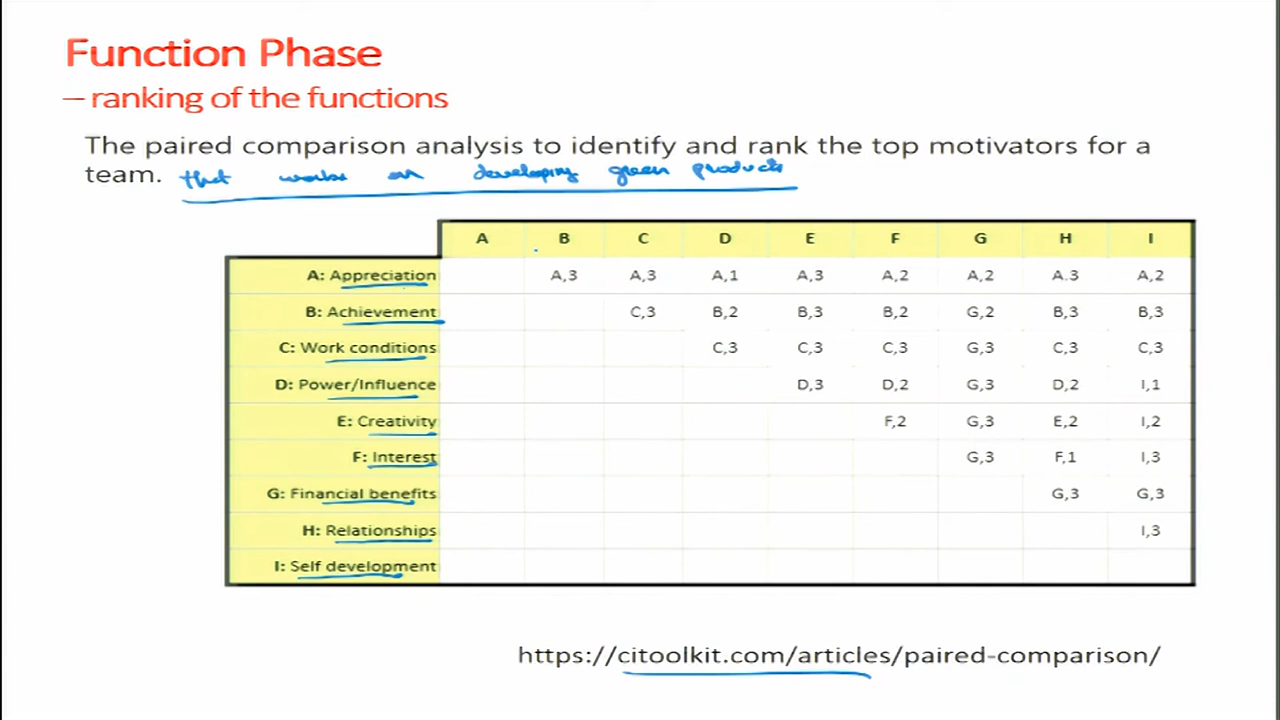 Function Phase
– ranking of the functions
The paired comparison analysis to identify and rank the top motivators for a
team. that works on developing green products
A B C D E F G H I
A: Appreciation A,3 A,3 A,1 A,3 A,2 A,2 A.3 A,2
B: Achievement C,3 B,2 B,3 B,2 G,2 B,3 B,3
C: Work conditions C,3 C,3 C,3 G,3 C,3 C,3
D: Power/Influence D,3 D,2 G,3 D,2 I,1
E: Creativity F,2 G,3 E,2 I,2
F: Interest G,3 F,1 I,3
G: Financial benefits G,3 G,3
H: Relationships I,3
I: Self development
https://citoolkit.com/articles/paired-comparison/